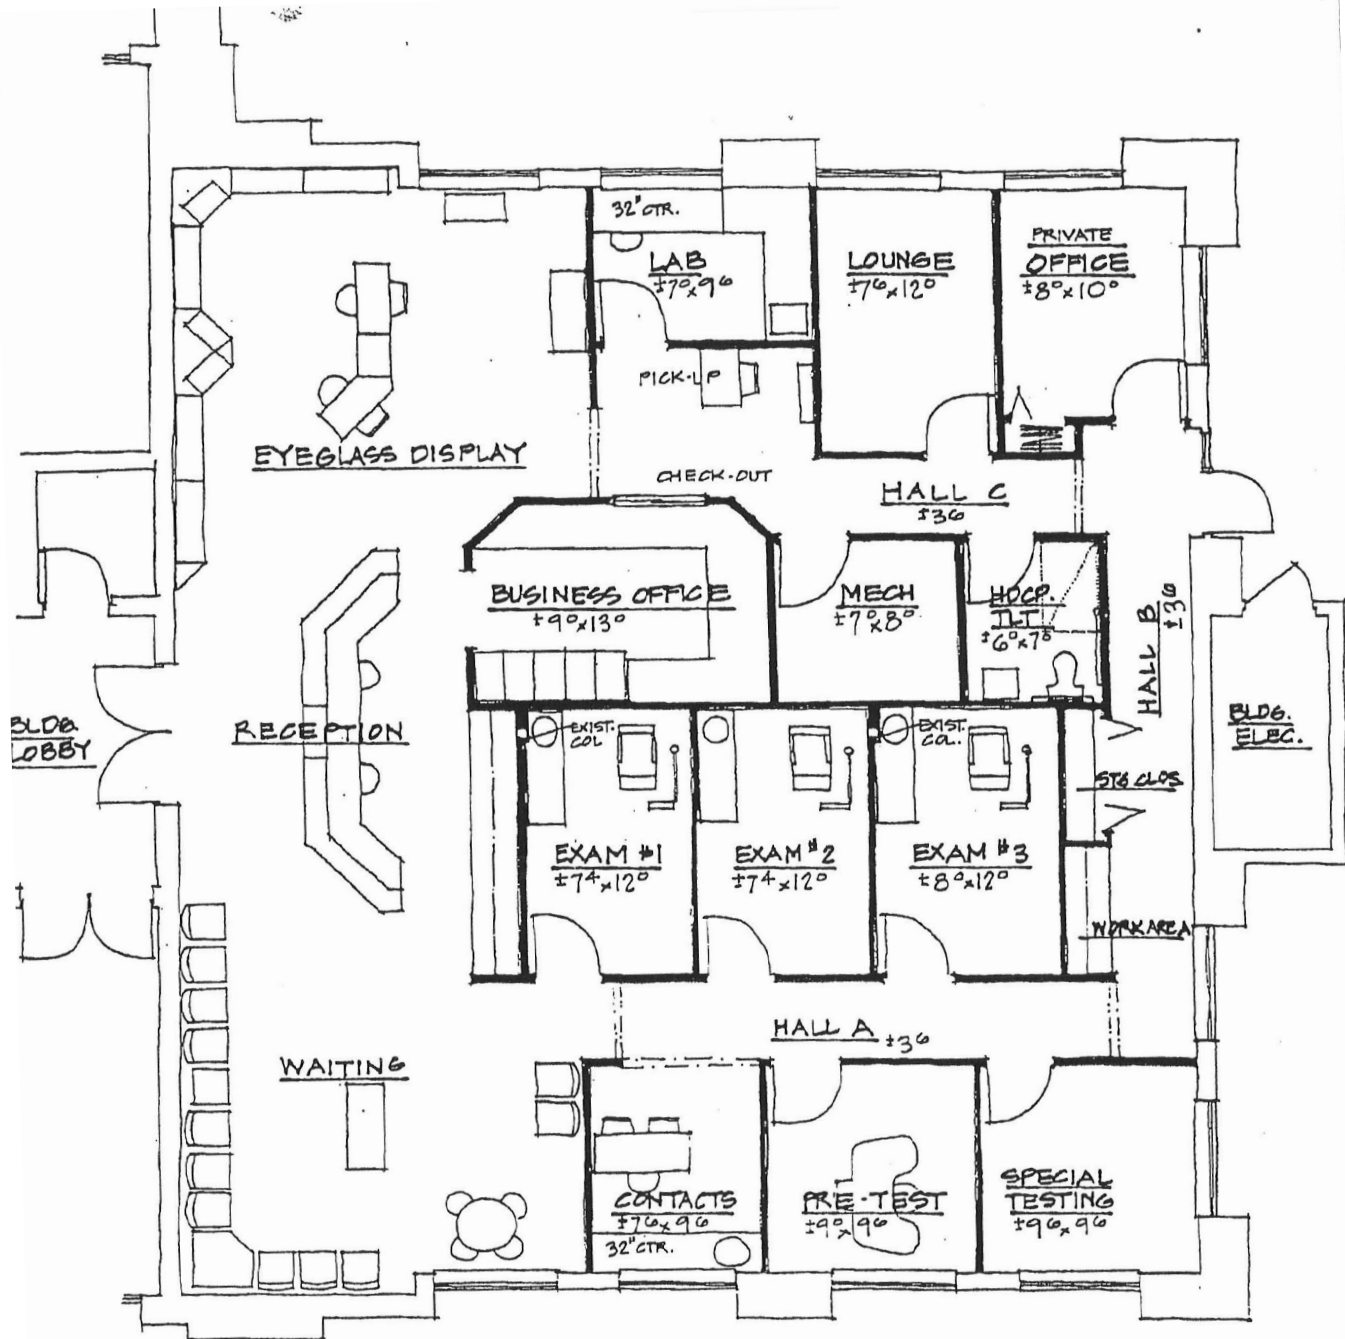 32" CTR.
LAB
±7⁰x9⁶
LOUNGE
±7⁶x12⁰
PRIVATE
OFFICE
±8⁰x10⁰
PICK-UP
EYEGLASS DISPLAY
CHECK-OUT
HALL C
±3⁶
BUSINESS OFFICE
±9⁰x13⁰
MECH
±7⁰x8⁰
HDCP.
TLT
±6⁰x7⁰
HALL B
±3⁶
BLDG.
LOBBY
RECEPTION
EXIST.
COL
EXIST.
COL.
STG CLOS.
BLDG.
ELEC.
EXAM #1
±7⁴x12⁰
EXAM #2
±7⁴x12⁰
EXAM #3
±8⁰x12⁰
WORK AREA
HALL A ±3⁶
WAITING
CONTACTS
±7⁶x9⁶
32" CTR.
PRE-TEST
±9⁰x9⁶
SPECIAL
TESTING
±9⁶x9⁶